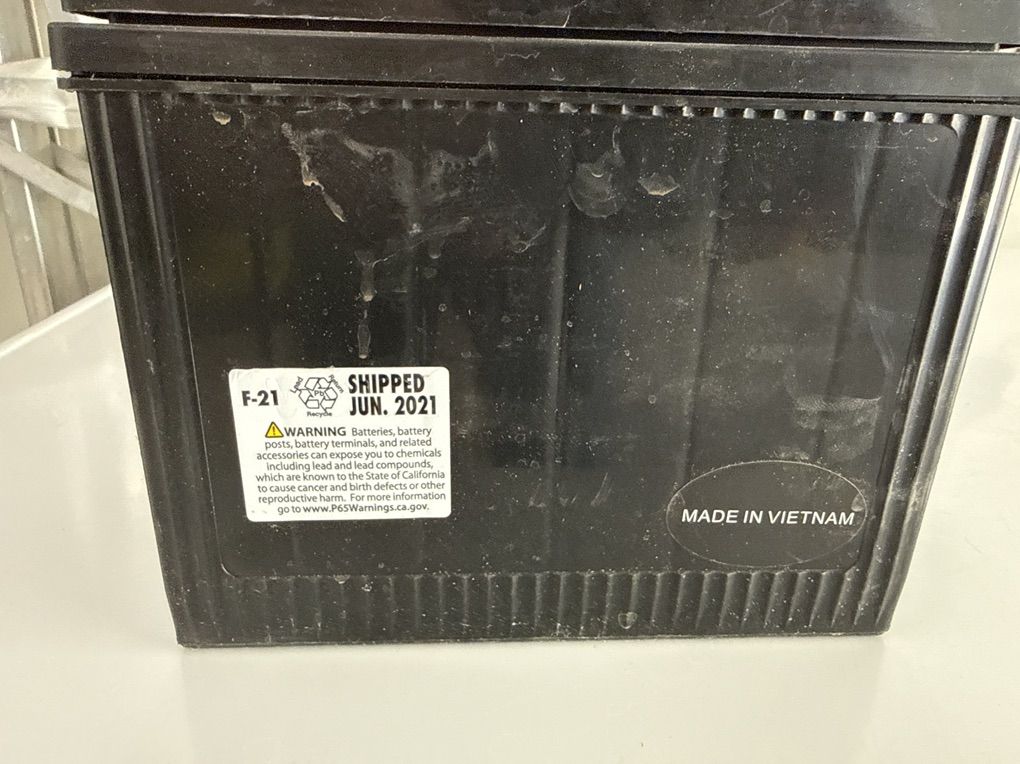 F-21
Lead Return
Pb
Recycle
SHIPPED
JUN. 2021
⚠WARNING Batteries, battery
posts, battery terminals, and related
accessories can expose you to chemicals
including lead and lead compounds,
which are known to the State of California
to cause cancer and birth defects or other
reproductive harm. For more information
go to www.P65Warnings.ca.gov.
MADE IN VIETNAM